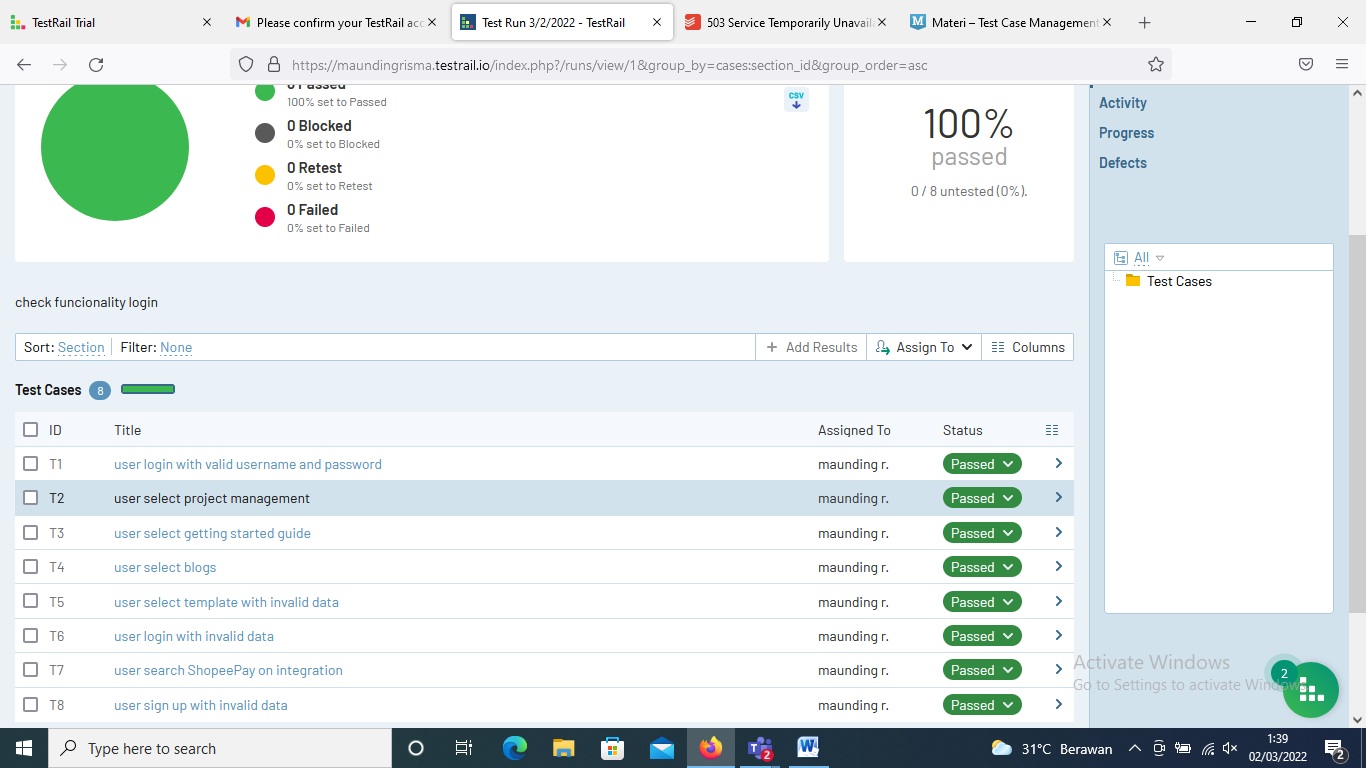 TestRail Trial
Please confirm your TestRail acc
Test Run 3/2/2022 - TestRail
503 Service Temporarily Unavail
Materi – Test Case Management
https://maundingrisma.testrail.io/index.php?/runs/view/1&group_by=cases:section_id&group_order=asc
100% set to Passed
0 Blocked
0% set to Blocked
0 Retest
0% set to Retest
0 Failed
0% set to Failed
CSV
100%
passed
0 / 8 untested (0%).
Activity
Progress
Defects
All
Test Cases
check funcionality login
Sort: Section Filter: None
Add Results
Assign To
Columns
Test Cases 8
ID Title Assigned To Status
T1 user login with valid username and password maunding r. Passed
T2 user select project management maunding r. Passed
T3 user select getting started guide maunding r. Passed
T4 user select blogs maunding r. Passed
T5 user select template with invalid data maunding r. Passed
T6 user login with invalid data maunding r. Passed
T7 user search ShopeePay on integration maunding r. Passed
T8 user sign up with invalid data maunding r. Passed
Activate Windows
Go to Settings to activate Windows
2
Type here to search
2
31°C Berawan
1:39
02/03/2022
2